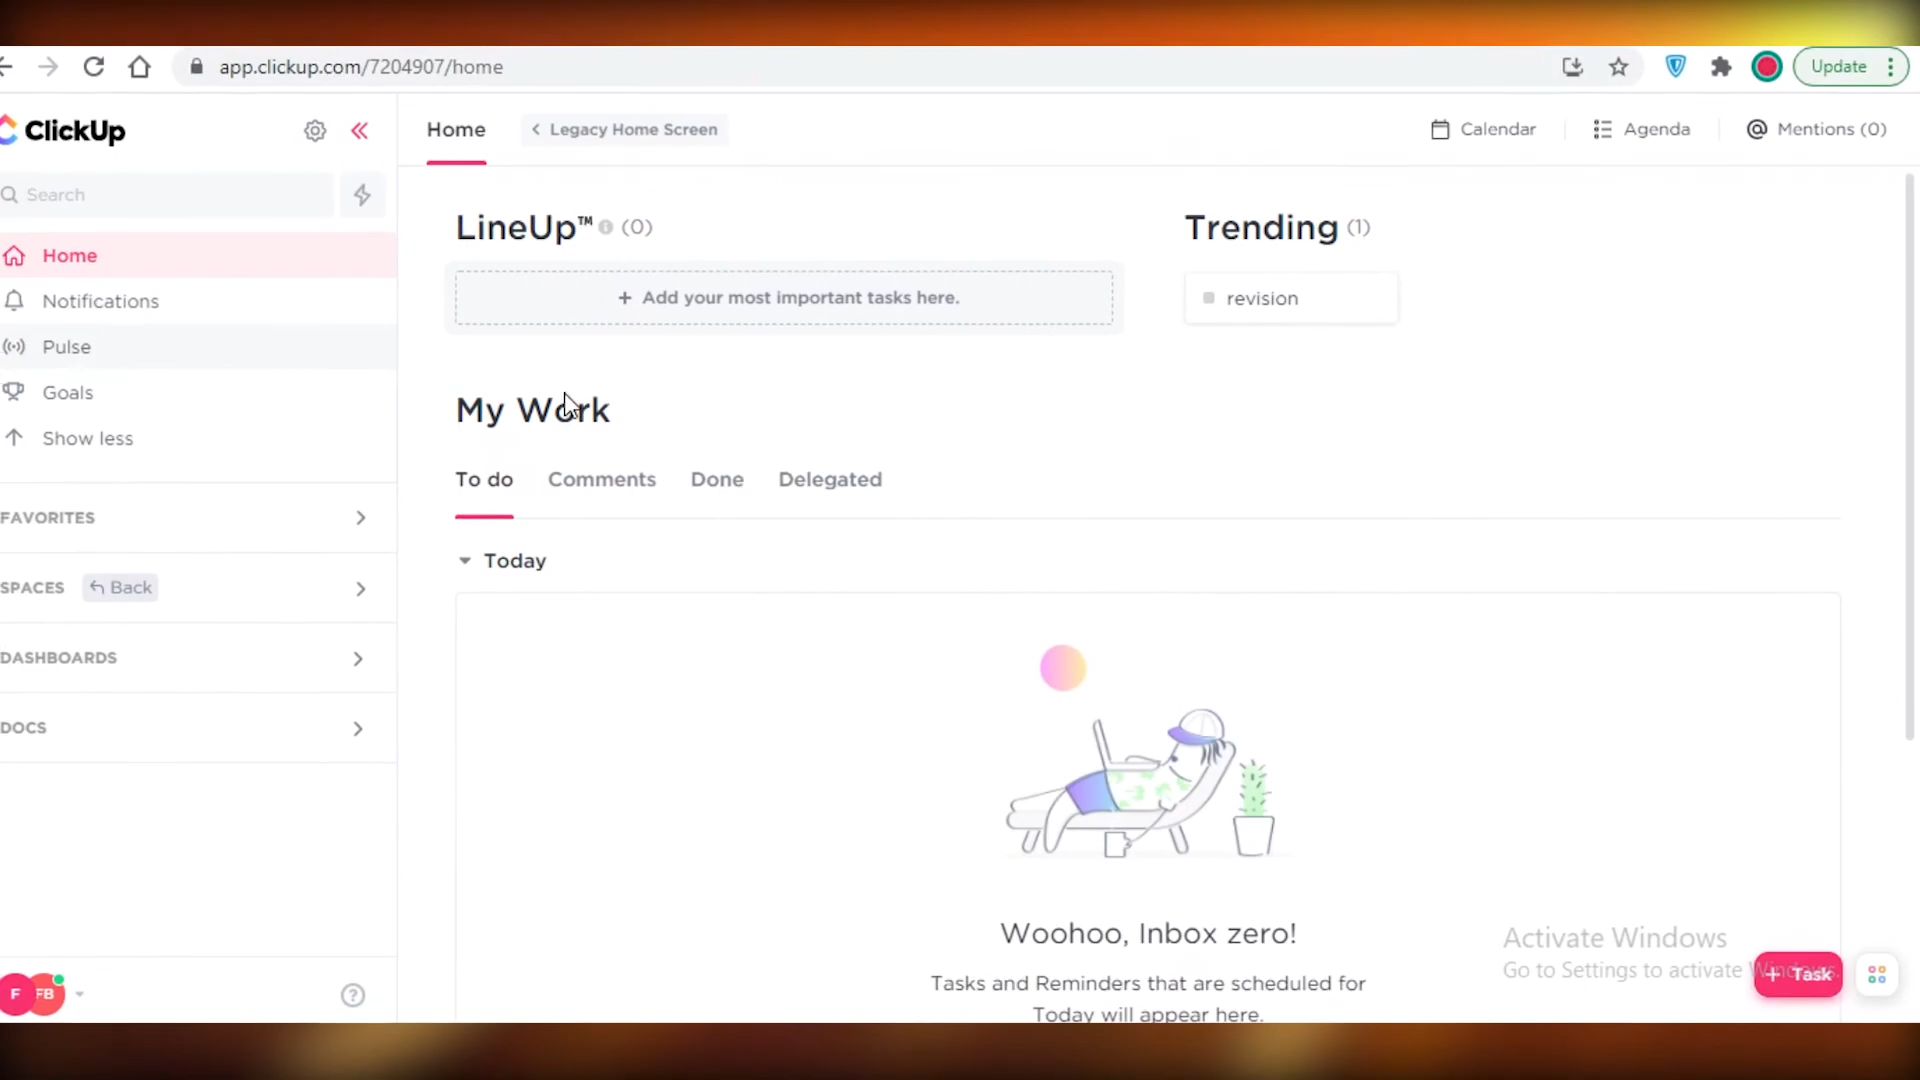 app.clickup.com/7204907/home
Update
ClickUp
Home
Legacy Home Screen
Calendar
Agenda
Mentions (0)
Search
Home
Notifications
Pulse
Goals
Show less
FAVORITES
SPACES
Back
DASHBOARDS
DOCS
F
FB
LineUp™ (0)
+ Add your most important tasks here.
Trending (1)
revision
My Work
To do
Comments
Done
Delegated
Today
Woohoo, Inbox zero!
Tasks and Reminders that are scheduled for
Today will appear here.
Activate Windows
Go to Settings to activate Windows.
+ Task